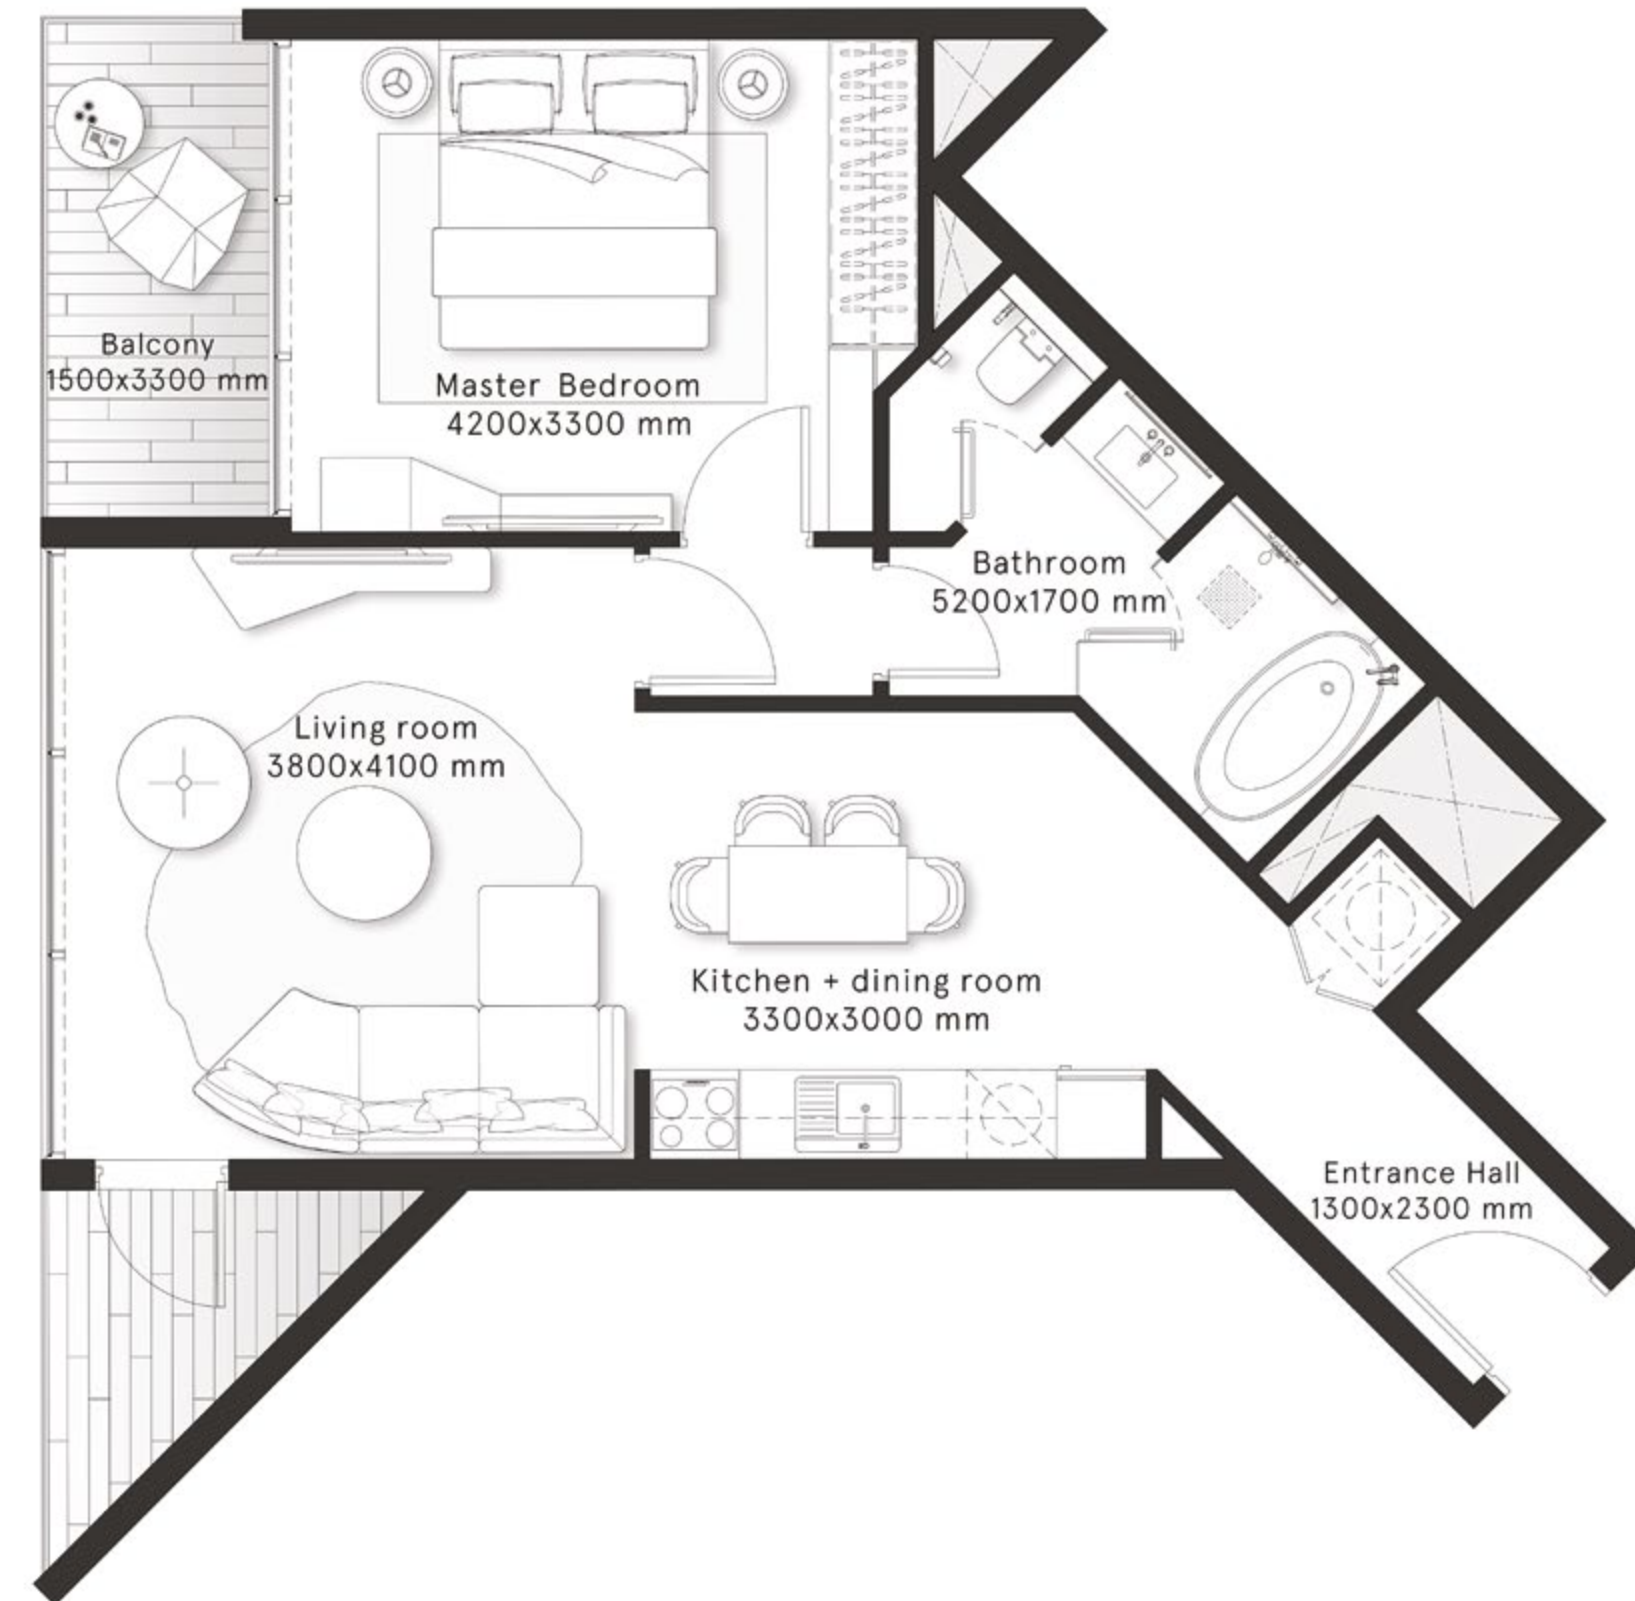 Balcony
1500x3300 mm
Master Bedroom
4200x3300 mm
Bathroom
5200x1700 mm
Living room
3800x4100 mm
Kitchen + dining room
3300x3000 mm
Entrance Hall
1300x2300 mm